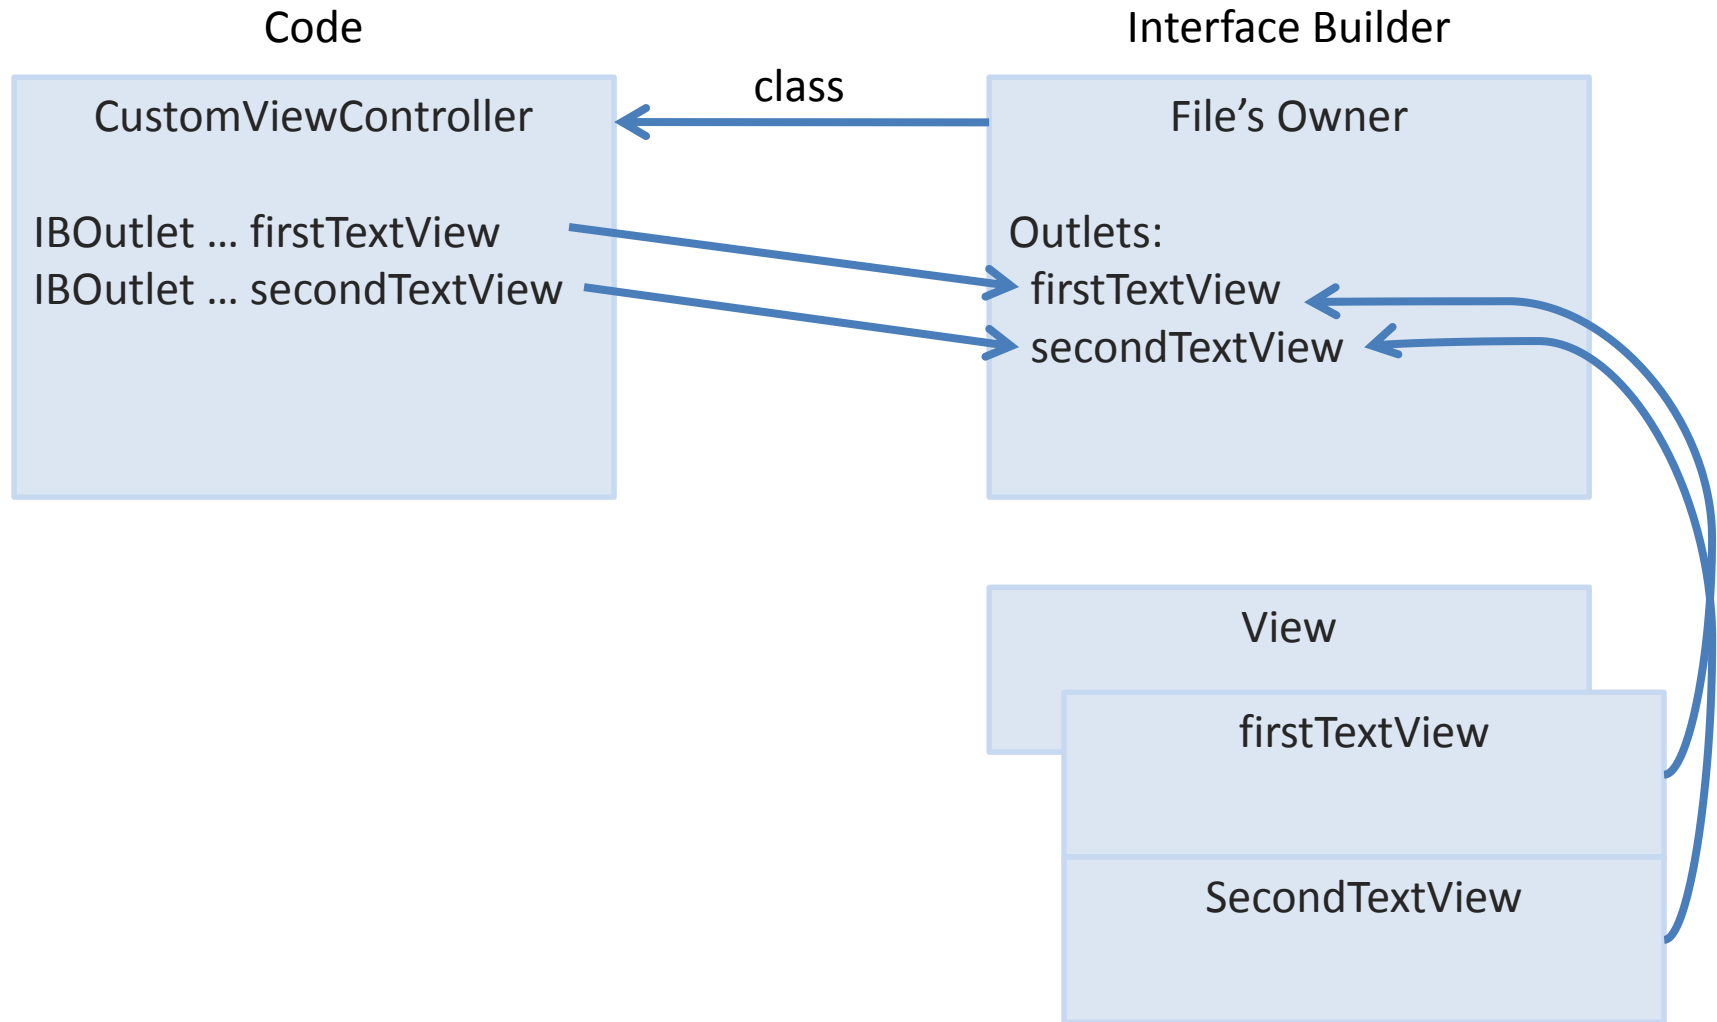 Code
Interface Builder
class
CustomViewController
IBOutlet … firstTextView
IBOutlet … secondTextView
File’s Owner
Outlets:
firstTextView
secondTextView
View
firstTextView
SecondTextView